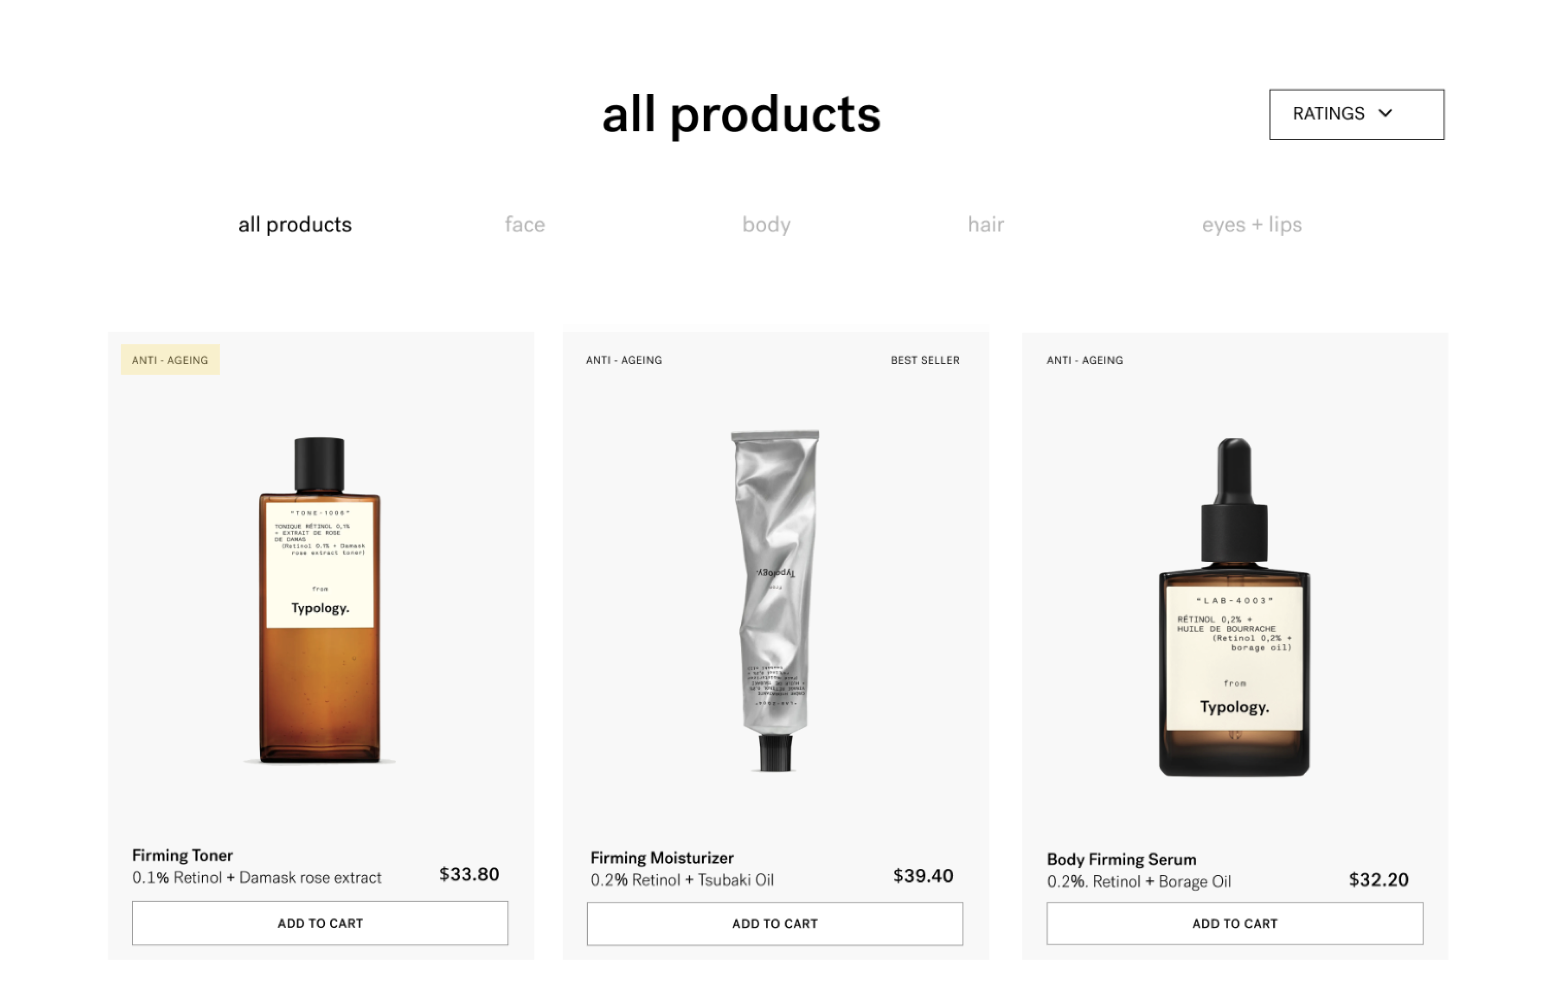 all products
RATINGS
all products
face
body
hair
eyes + lips
ANTI - AGEING
"TONE-1006"
TONIQUE RÉTINOL 0,1%
+ EXTRAIT DE ROSE
DE DAMAS
(Retinol 0.1% + Damask
rose extract toner)
from
Typology.
Firming Toner
0.1% Retinol + Damask rose extract
$33.80
ADD TO CART
ANTI - AGEING
BEST SELLER
Typology.
from
Firming Moisturizer
0.2% Retinol + Tsubaki Oil
$39.40
ADD TO CART
ANTI - AGEING
"LAB-4003"
RÉTINOL 0,2% +
HUILE DE BOURRACHE
(Retinol 0,2% +
borage oil)
from
Typology.
Body Firming Serum
0.2%. Retinol + Borage Oil
$32.20
ADD TO CART